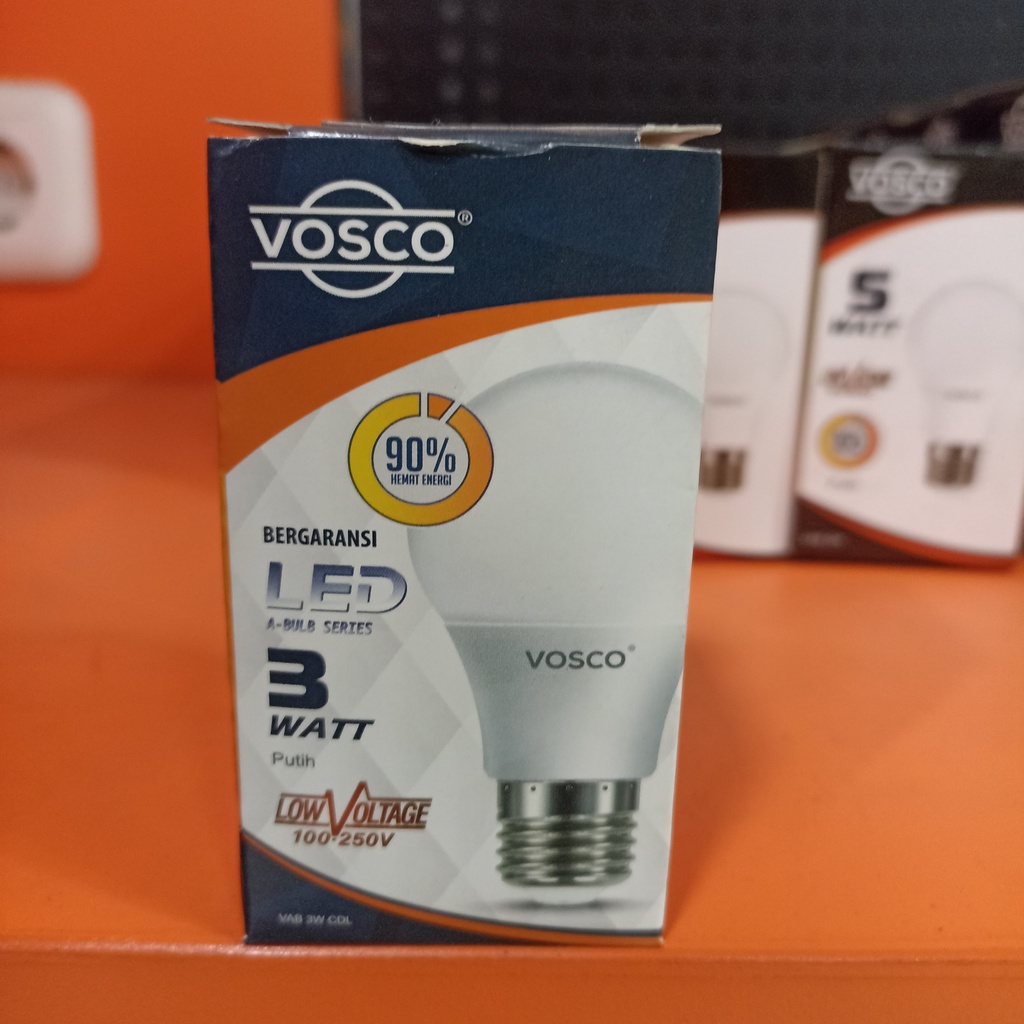 VOSCO®
90%
HEMAT ENERGI
BERGARANSI
LED
A-BULB SERIES
3
WATT
Putih
LOW VOLTAGE
100-250V
VAB 3W CDL
VOSCO®
VOSCO
5
WATT